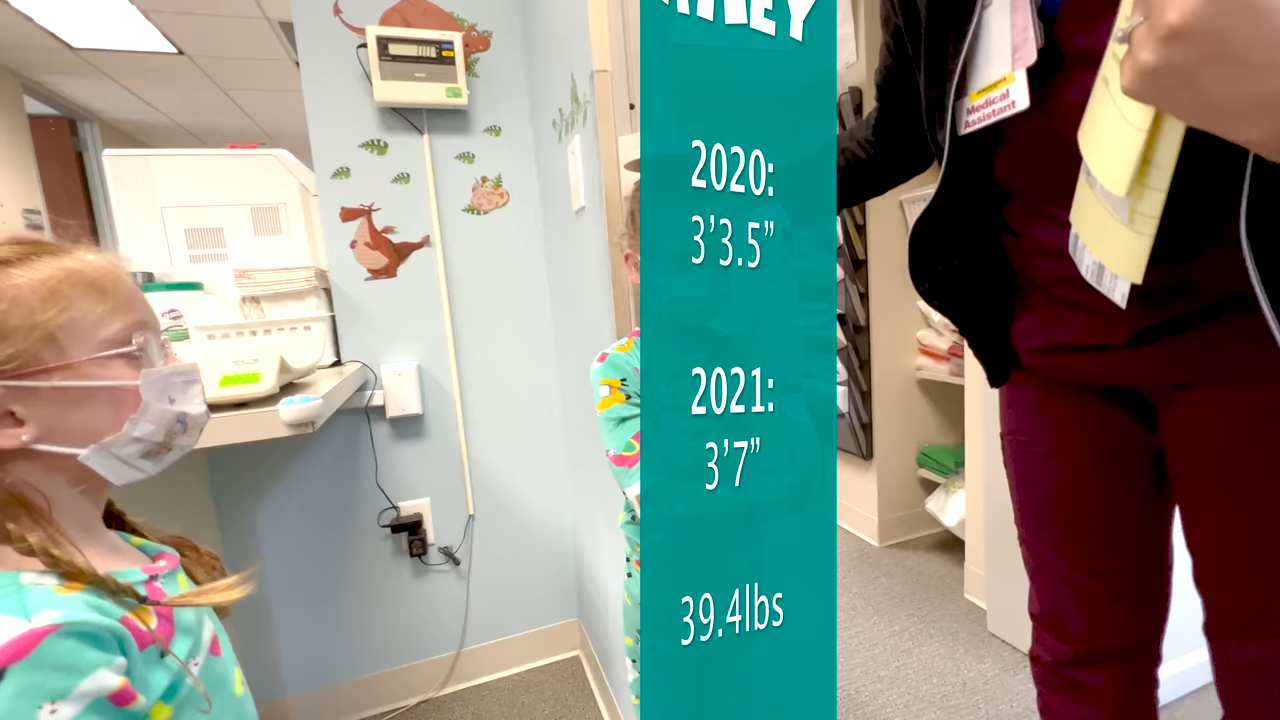 2020:
3'3.5”
2021:
3'7”
39.4lbs
Medical
Assistant